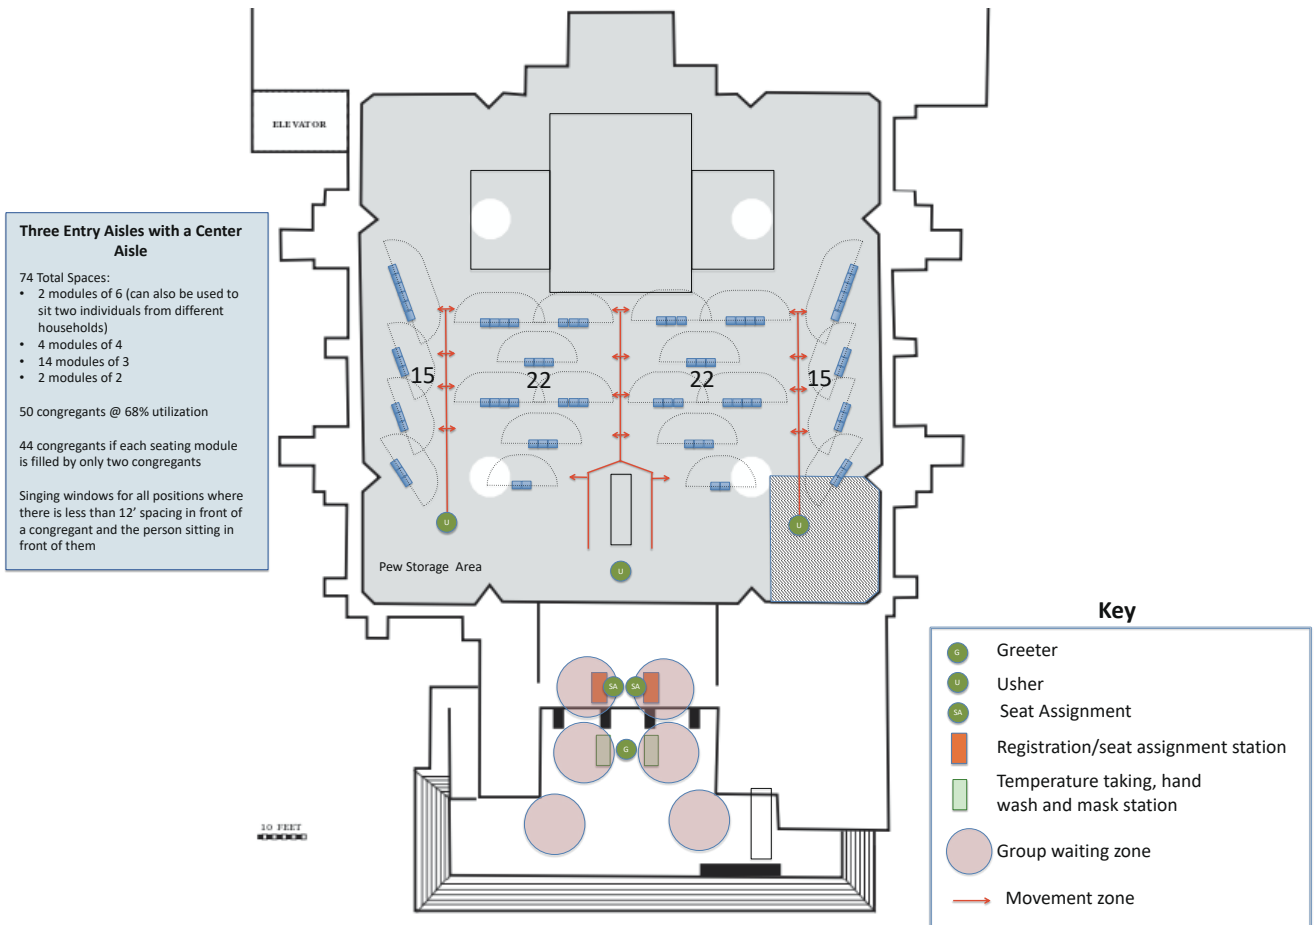 ELEVATOR
Three Entry Aisles with a Center
Aisle
74 Total Spaces:
• 2 modules of 6 (can also be used to
sit two individuals from different
households)
• 4 modules of 4
• 14 modules of 3
• 2 modules of 2
50 congregants @ 68% utilization
44 congregants if each seating module
is filled by only two congregants
Singing windows for all positions where
there is less than 12’ spacing in front of
a congregant and the person sitting in
front of them
15
22
22
15
U
U
U
Pew Storage Area
SA
SA
G
10 FEET
Key
G Greeter
U Usher
SA Seat Assignment
Registration/seat assignment station
Temperature taking, hand
wash and mask station
Group waiting zone
Movement zone